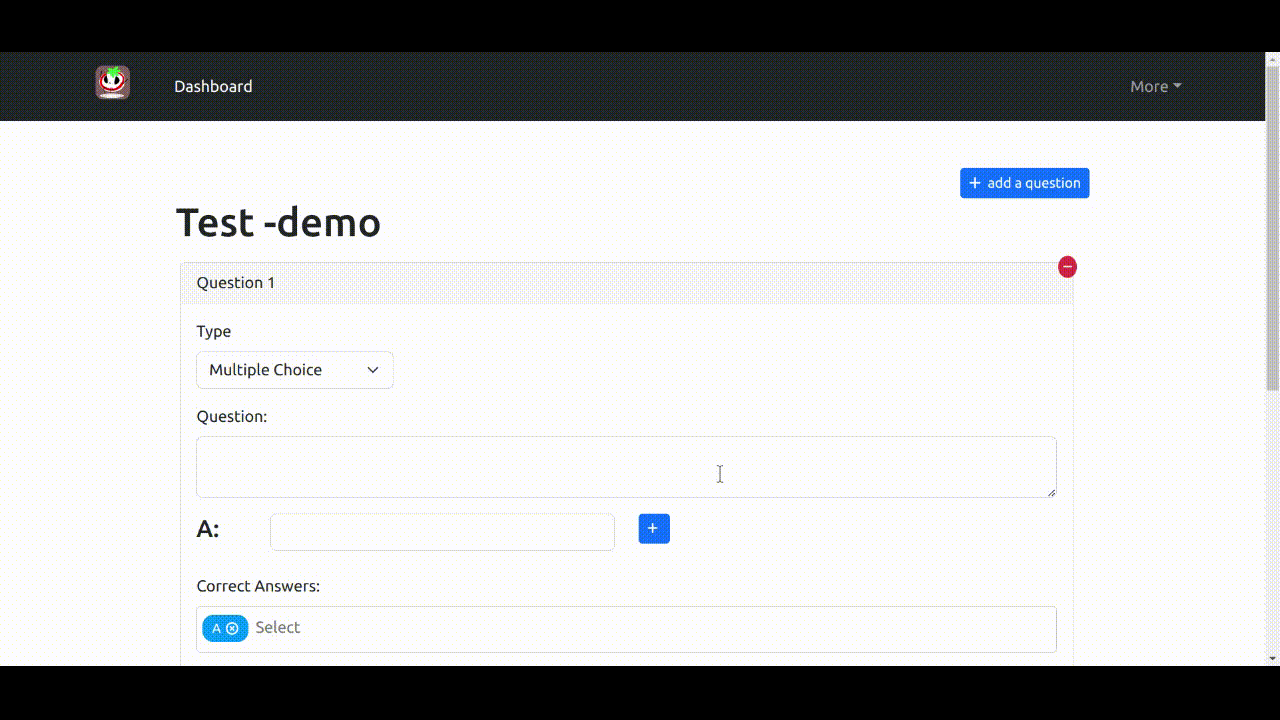 Dashboard More
+ add a question
Test -demo
Question 1
Type
Multiple Choice
Question:
A: +
Correct Answers:
A Select